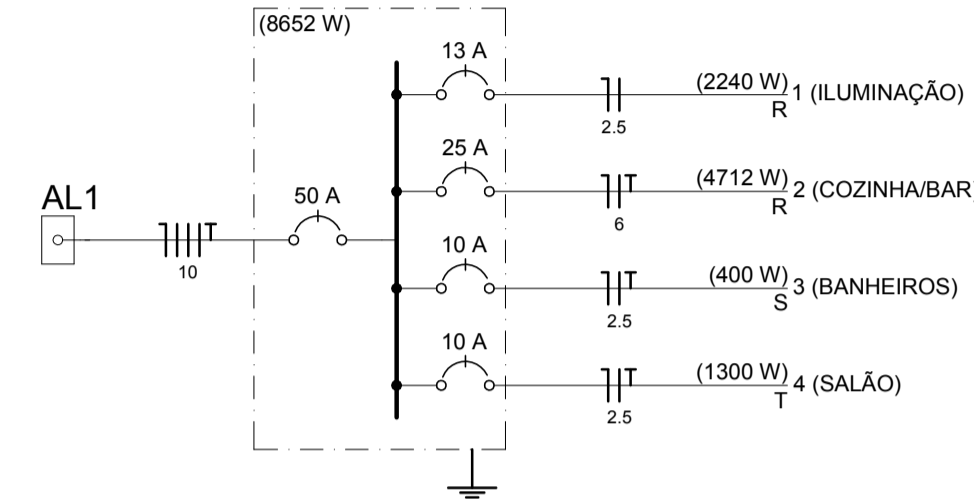 (8652 W)
13 A
(2240 W)
1 (ILUMINAÇÃO)
R
2.5
25 A
(4712 W)
2 (COZINHA/BAR)
R
6
AL1
50 A
10
10 A
(400 W)
3 (BANHEIROS)
S
2.5
10 A
(1300 W)
4 (SALÃO)
T
2.5